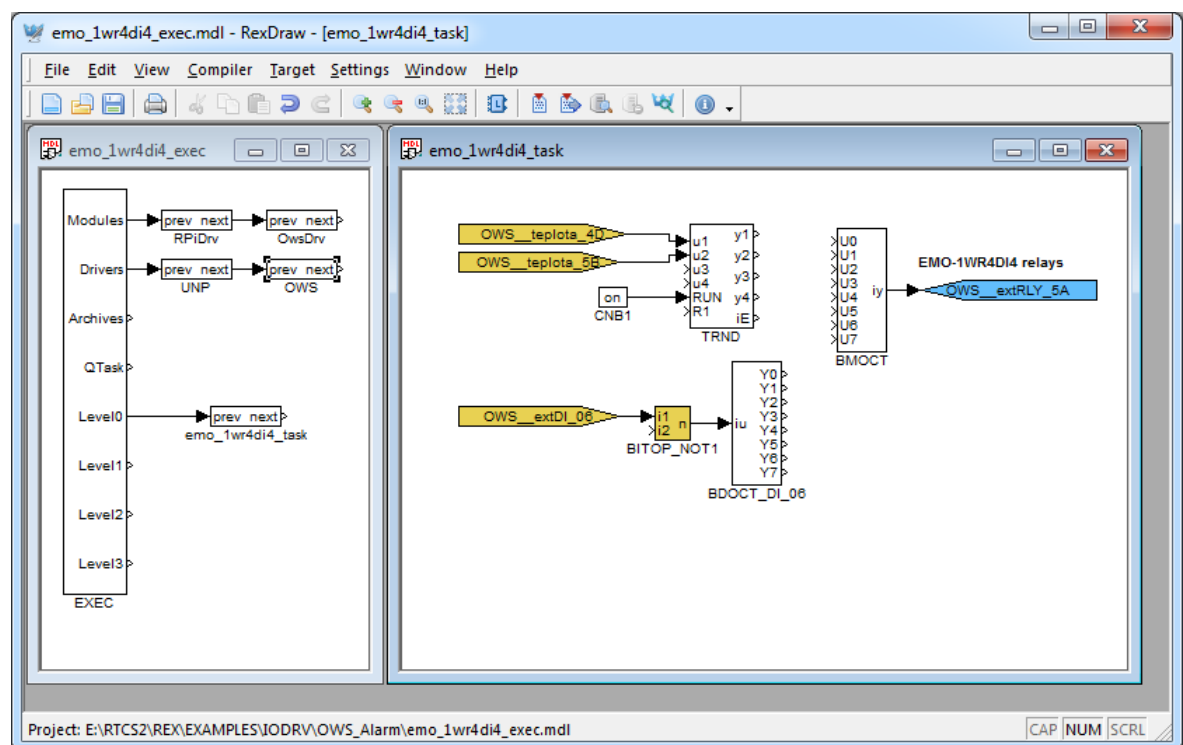 emo_1wr4di4_exec.mdl - RexDraw - [emo_1wr4di4_task]
File Edit View Compiler Target Settings Window Help
emo_1wr4di4_exec
Modules
prev next
prev next
RPiDrv
OwsDrv
Drivers
prev next
prev next
UNP
OWS
Archives
QTask
Level0
prev next
emo_1wr4di4_task
Level1
Level2
Level3
EXEC
emo_1wr4di4_task
OWS__teplota_4D
OWS__teplota_5B
on
CNB1
u1 y1
u2 y2
u3 y3
u4
RUN y4
R1 iE
TRND
U0
U1
U2
U3
U4
U5
U6
U7
iy
BMOCT
EMO-1WR4DI4 relays
OWS__extRLY_5A
OWS__extDI_06
i1
i2
n
BITOP_NOT1
iu
Y0
Y1
Y2
Y3
Y4
Y5
Y6
Y7
BDOCT_DI_06
Project: E:\RTCS2\REX\EXAMPLES\IODRV\OWS_Alarm\emo_1wr4di4_exec.mdl
CAP NUM SCRL